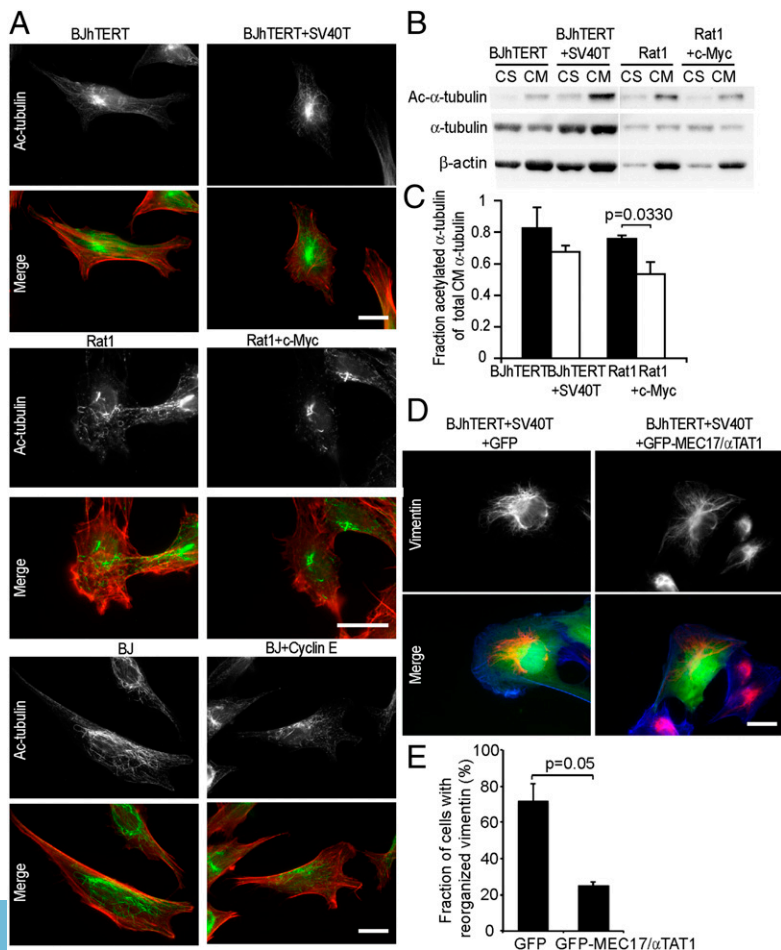 A
BJhTERT
BJhTERT+SV40T
Ac-tubulin
Merge
Rat1
Rat1+c-Myc
Ac-tubulin
Merge
BJ
BJ+Cyclin E
Ac-tubulin
Merge
B
BJhTERT
BJhTERT
+SV40T
Rat1
Rat1
+c-Myc
CS CM CS CM CS CM CS CM
Ac-α-tubulin
α-tubulin
β-actin
C
Fraction acetylated α-tubulin
of total CM α-tubulin
1
0.8
0.6
0.4
0.2
0
p=0.0330
BJhTERT
BJhTERT
+SV40T
Rat1
Rat1
+c-Myc
D
BJhTERT+SV40T
+GFP
BJhTERT+SV40T
+GFP-MEC17/αTAT1
Vimentin
Merge
E
Fraction of cells with
reorganized vimentin (%)
100
80
60
40
20
0
p=0.05
GFP
GFP-MEC17/αTAT1